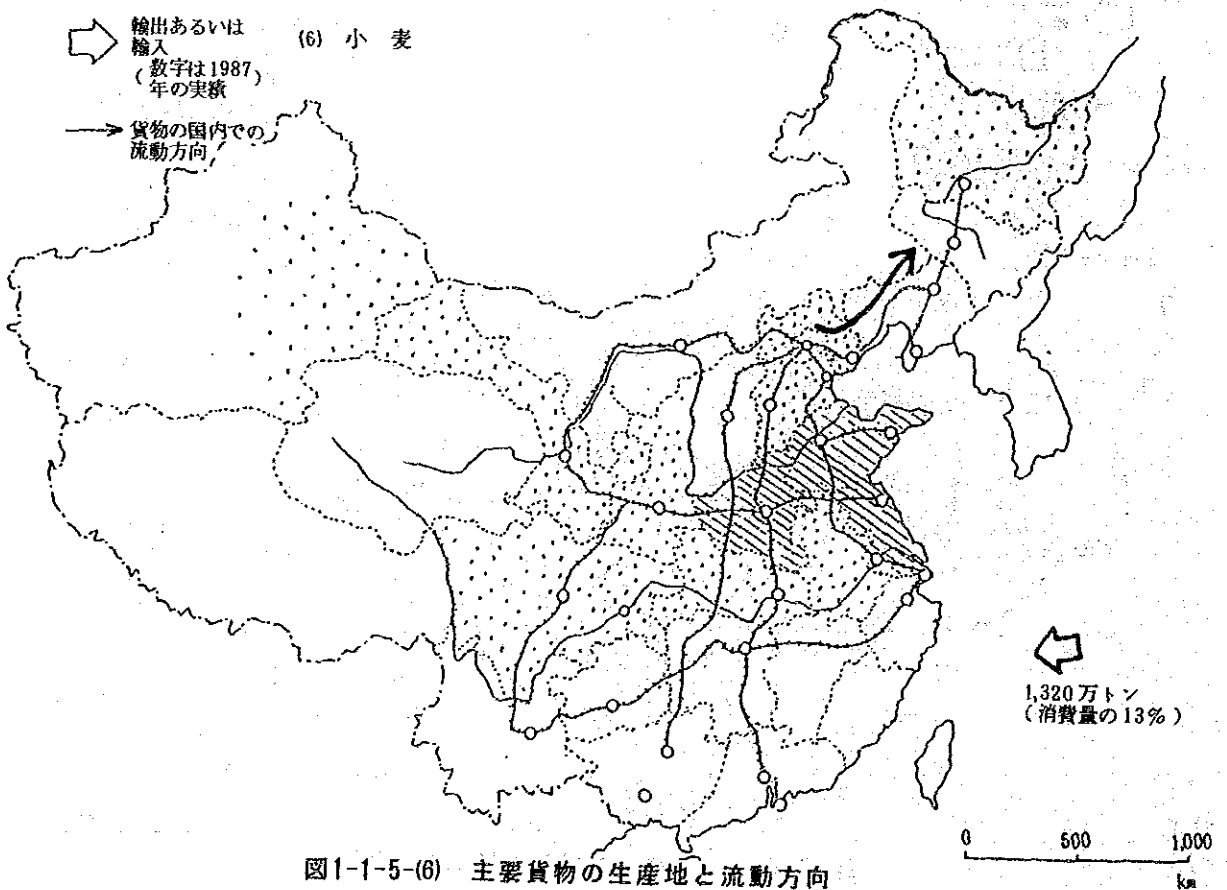 輸出あるいは
輸入
(数字は1987
年の実績)
(6) 小麦
貨物の国内での
流動方向
1,320万トン
(消費量の13%)
0 500 1,000
km
図1-1-5-(6) 主要貨物の生産地と流動方向